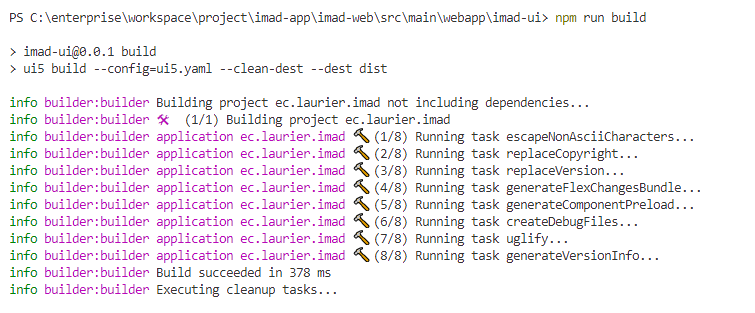 PS C:\enterprise\workspace\project\imad-app\imad-web\src\main\webapp\imad-ui> npm run build
> imad-ui@0.0.1 build
> ui5 build --config=ui5.yaml --clean-dest --dest dist
info builder:builder Building project ec.laurier.imad not including dependencies...
info builder:builder 🛠 (1/1) Building project ec.laurier.imad
info builder:builder application ec.laurier.imad 🔨 (1/8) Running task escapeNonAsciiCharacters...
info builder:builder application ec.laurier.imad 🔨 (2/8) Running task replaceCopyright...
info builder:builder application ec.laurier.imad 🔨 (3/8) Running task replaceVersion...
info builder:builder application ec.laurier.imad 🔨 (4/8) Running task generateFlexChangesBundle...
info builder:builder application ec.laurier.imad 🔨 (5/8) Running task generateComponentPreload...
info builder:builder application ec.laurier.imad 🔨 (6/8) Running task createDebugFiles...
info builder:builder application ec.laurier.imad 🔨 (7/8) Running task uglify...
info builder:builder application ec.laurier.imad 🔨 (8/8) Running task generateVersionInfo...
info builder:builder Build succeeded in 378 ms
info builder:builder Executing cleanup tasks...